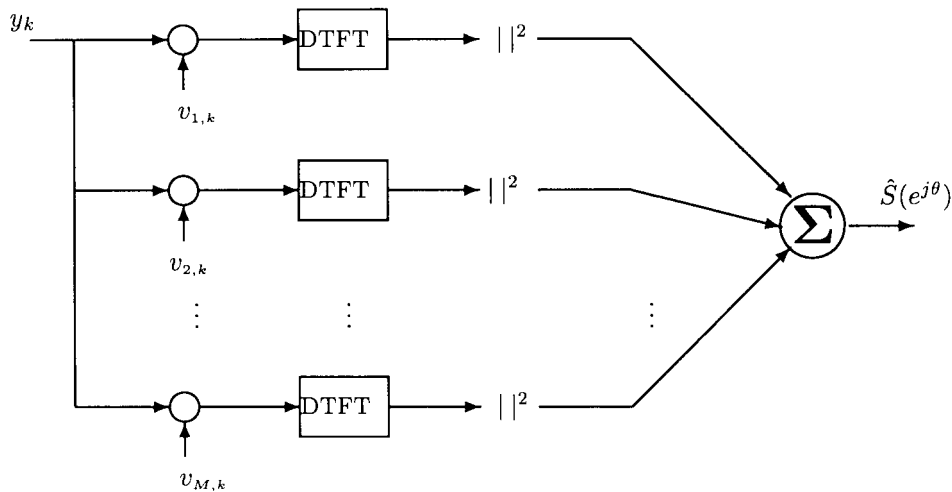 y_k
DTFT
| |²
v_{1,k}
DTFT
| |²
Ŝ(e^{jθ})
Σ
v_{2,k}
⋮ ⋮ ⋮
DTFT
| |²
v_{M,k}